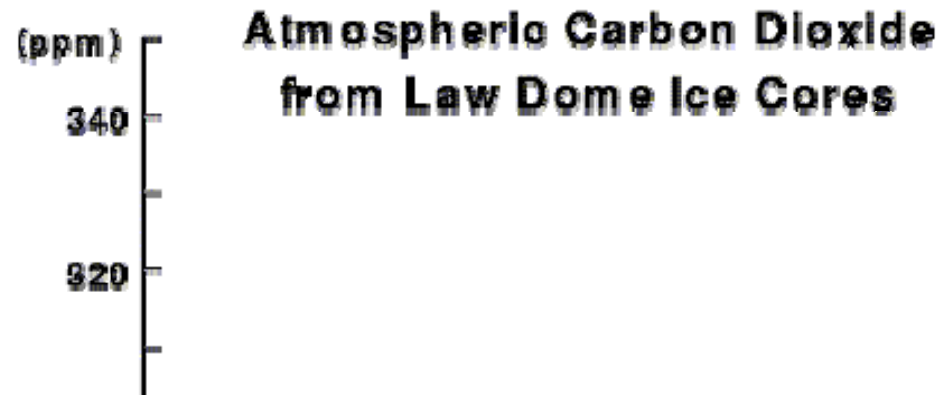 (ppm)
Atmospheric Carbon Dioxide
from Law Dome Ice Cores
340
320